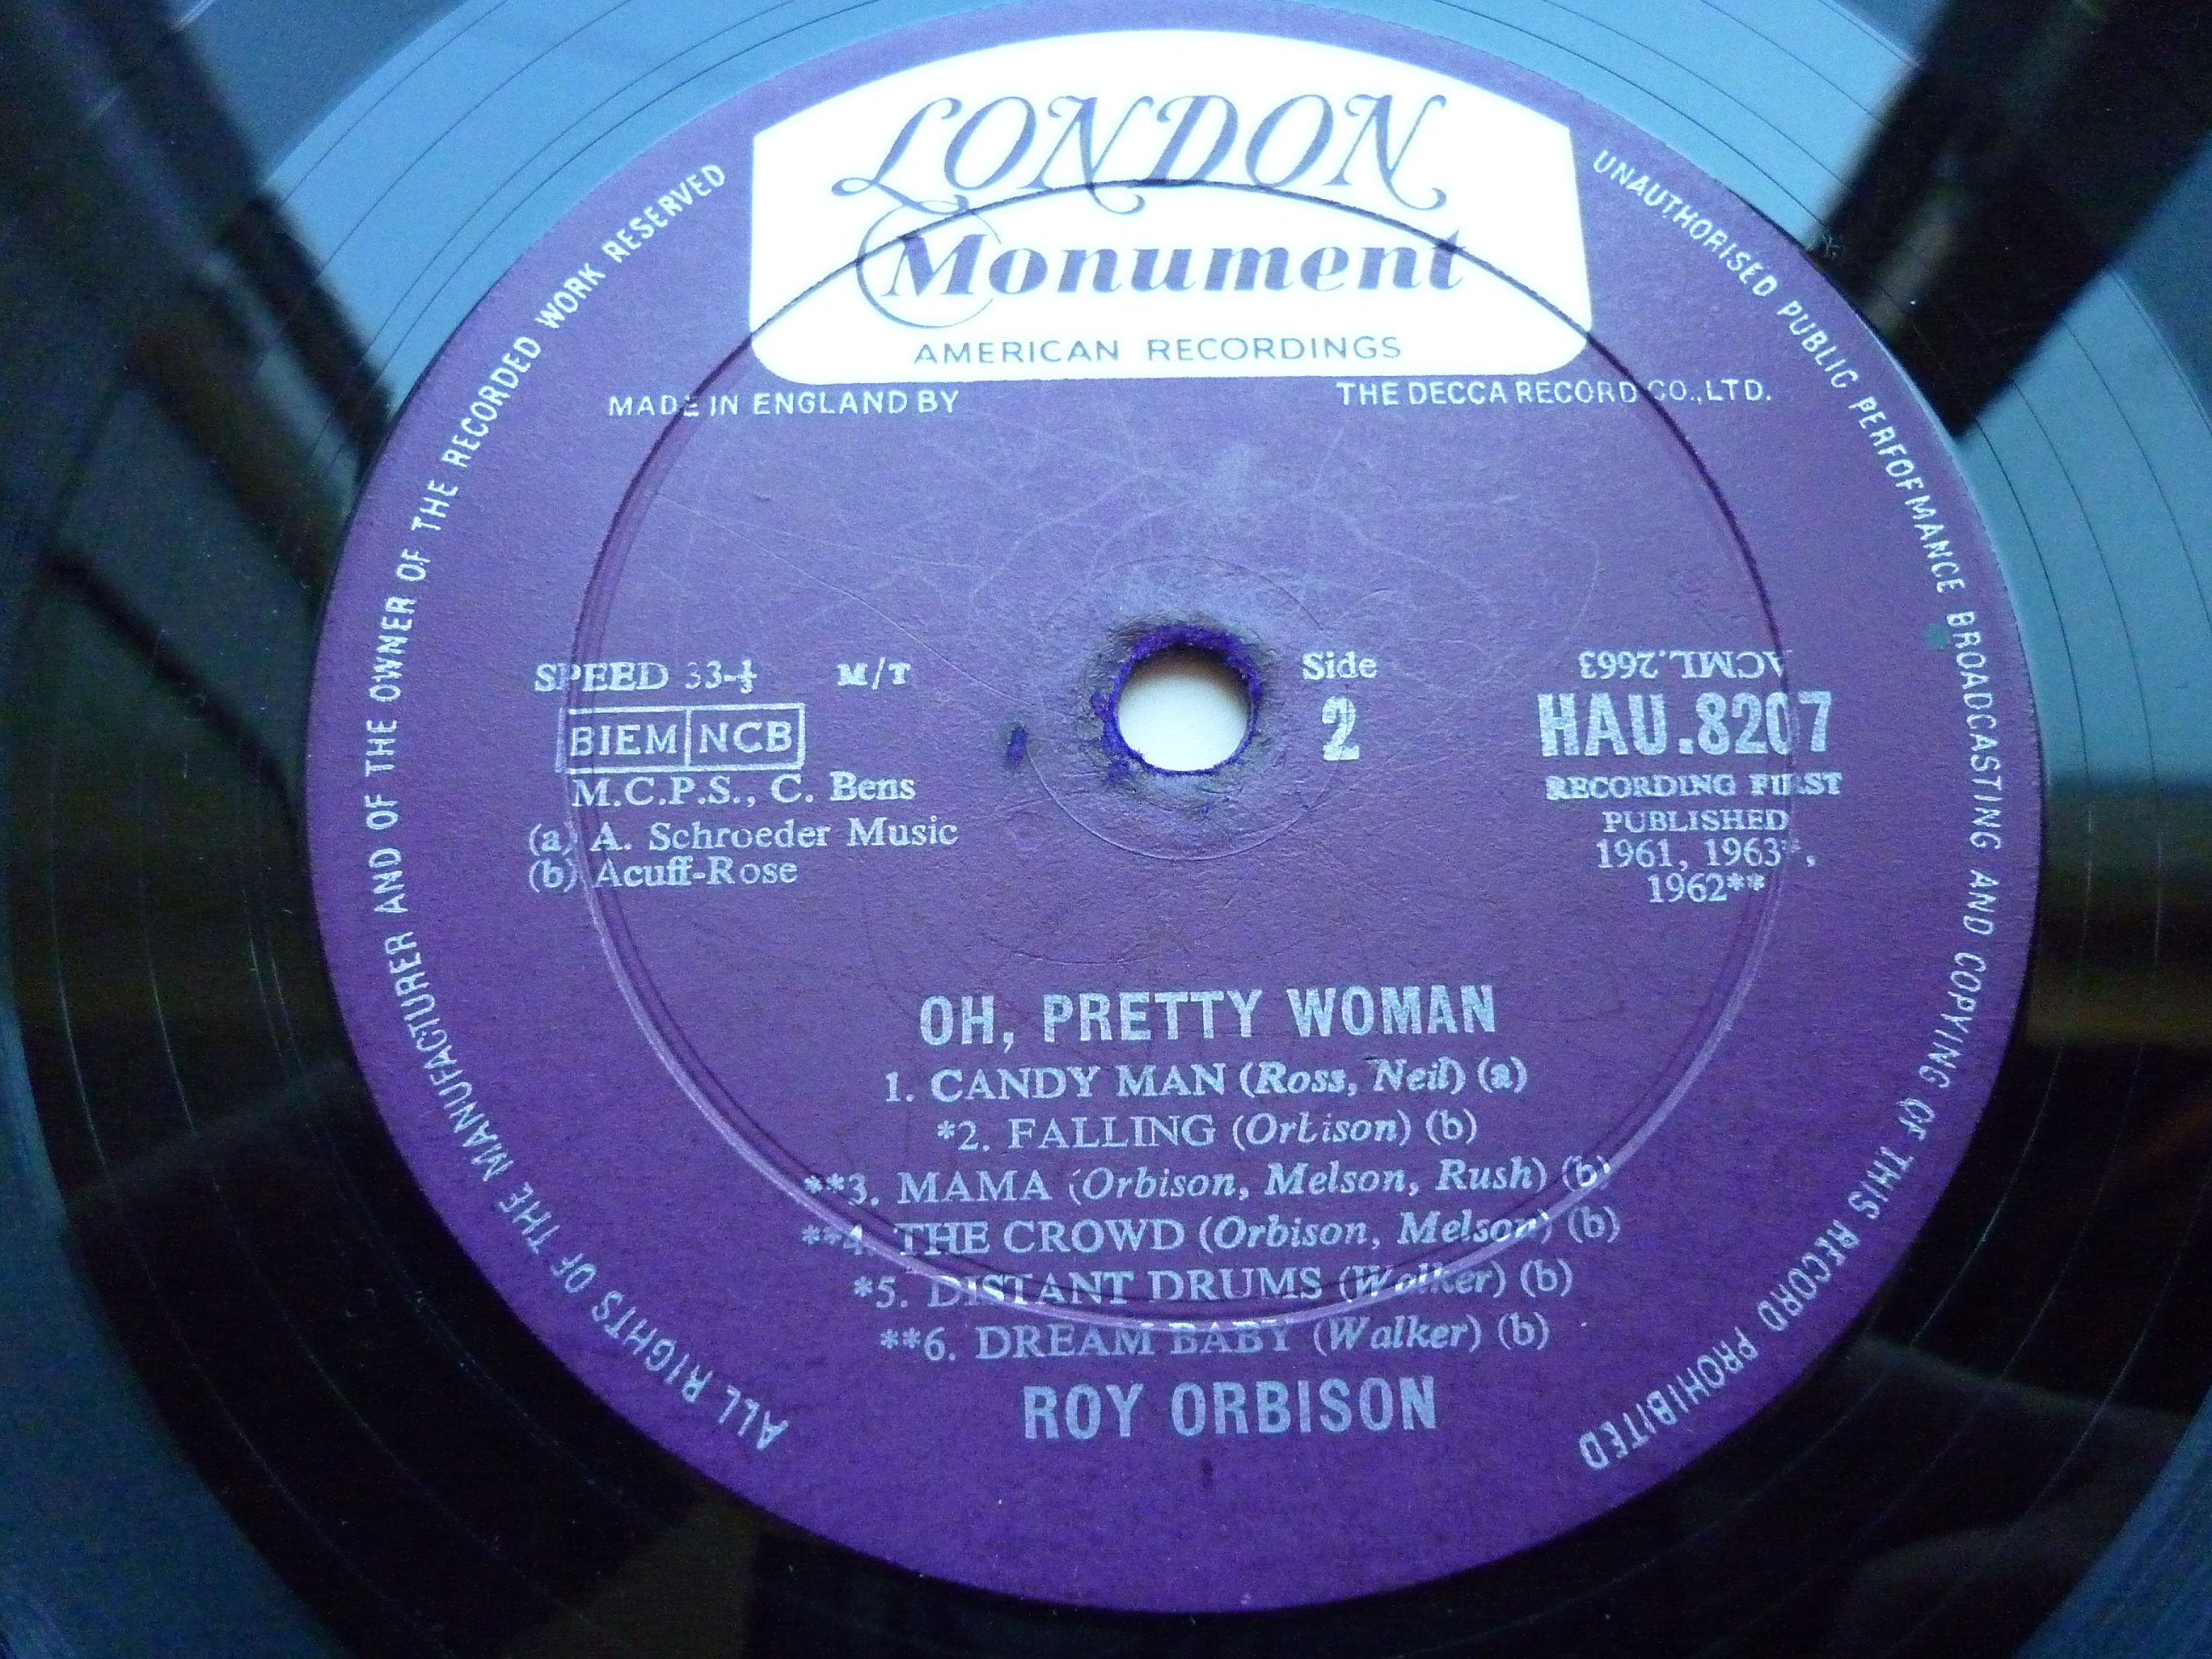 LONDON
Monument
AMERICAN RECORDINGS
MADE IN ENGLAND BY
THE DECCA RECORD CO., LTD.
ALL RIGHTS OF THE MANUFACTURER AND OF THE OWNER OF THE RECORDED WORK RESERVED
UNAUTHORISED PUBLIC PERFOFMANCE BROADCASTING AND COPYING OF THIS RECORD PROHIBITED
SPEED 33-⅓ M/T
BIEM NCB
M.C.P.S., C. Bens
(a) A. Schroeder Music
(b) Acuff-Rose
Side
2
ACML.2663
HAU.8207
RECORDING FIRST
PUBLISHED
1961, 1963*,
1962**
OH, PRETTY WOMAN
1. CANDY MAN (Ross, Neil) (a)
*2. FALLING (Orbison) (b)
**3. MAMA (Orbison, Melson, Rush) (b)
**4. THE CROWD (Orbison, Melson) (b)
*5. DISTANT DRUMS (Walker) (b)
**6. DREAM BABY (Walker) (b)
ROY ORBISON